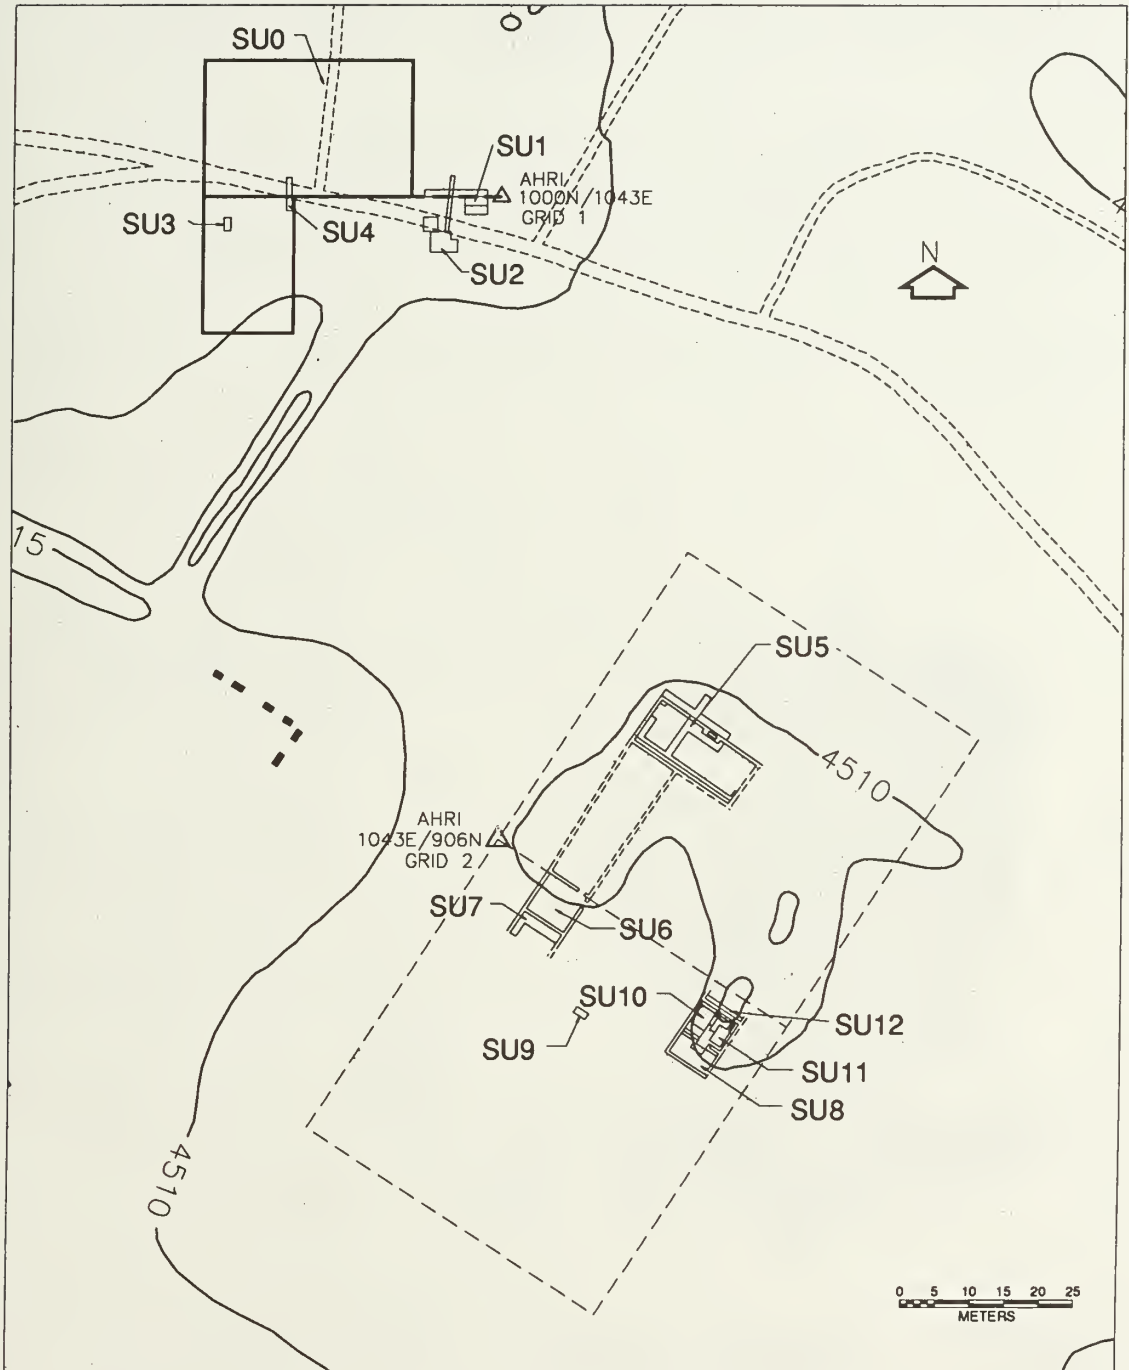 SU0
SU1
AHRI
1000N/1043E
GRID 1
SU3
SU4
SU2
N
15
SU5
4510
AHRI
1043E/906N
GRID 2
SU7
SU6
SU10
SU12
SU9
SU11
SU8
4510
0 5 10 15 20 25
METERS